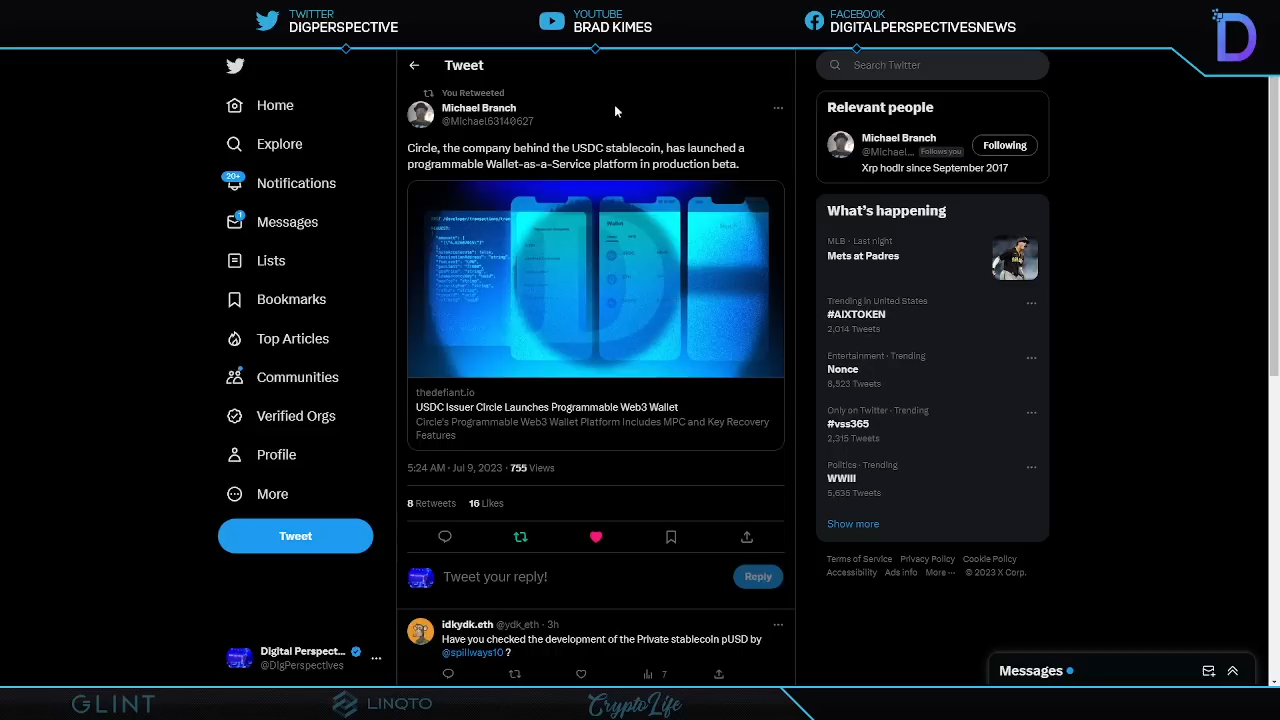 TWITTER
DIGPERSPECTIVE
YOUTUBE
BRAD KIMES
FACEBOOK
DIGITALPERSPECTIVESNEWS
D
Home
Explore
20+
Notifications
1
Messages
Lists
Bookmarks
Top Articles
Communities
Verified Orgs
Profile
More
Tweet
Digital Perspect...
@DigPerspectives
Tweet
You Retweeted
Michael Branch
@Michael63140627
Circle, the company behind the USDC stablecoin, has launched a
programmable Wallet-as-a-Service platform in production beta.
thedefiant.io
USDC Issuer Circle Launches Programmable Web3 Wallet
Circle's Programmable Web3 Wallet Platform Includes MPC and Key Recovery
Features
5:24 AM · Jul 9, 2023 · 755 Views
8 Retweets 16 Likes
Tweet your reply!
Reply
idkydk.eth @ydk_eth · 3h
Have you checked the development of the Private stablecoin pUSD by
@spillways10 ?
7
Search Twitter
Relevant people
Michael Branch
@Michael... Follows you
Following
Xrp hodlr since September 2017
What's happening
MLB · Last night
Mets at Padres
Trending in United States
#AIXTOKEN
2,014 Tweets
Entertainment · Trending
Nonce
8,523 Tweets
Only on Twitter · Trending
#vss365
2,315 Tweets
Politics · Trending
WWIII
5,635 Tweets
Show more
Terms of Service Privacy Policy Cookie Policy
Accessibility Ads info More ··· © 2023 X Corp.
Messages
GLINT
LINQTO
CryptoLife